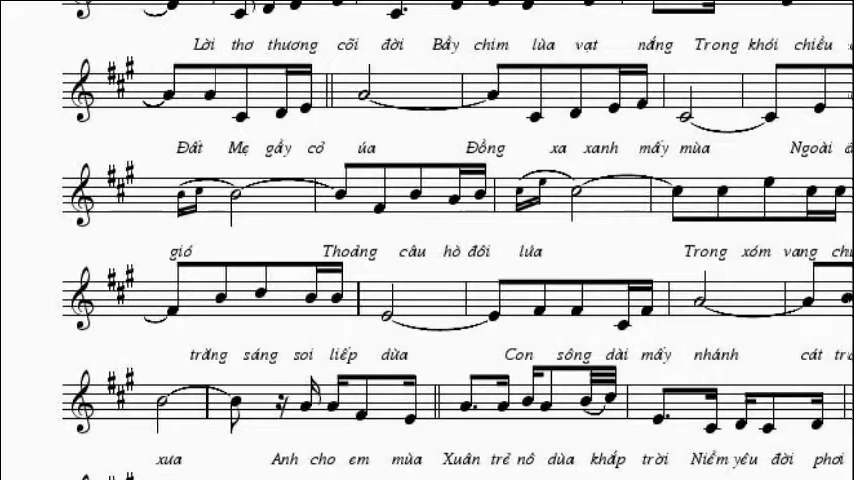 Lời thơ thương cõi đời Bầy chim lùa vạt nắng Trong khói chiều
Đất Mẹ gầy cỏ úa Đồng xa xanh mấy mùa Ngoài
gió Thoảng câu hò đôi lứa Trong xóm vang
trăng sáng soi liếp dừa Con sông dài mấy nhánh cát
xưa Anh cho em mùa Xuân trẻ nô đùa khắp trời Niềm yêu đời phơi